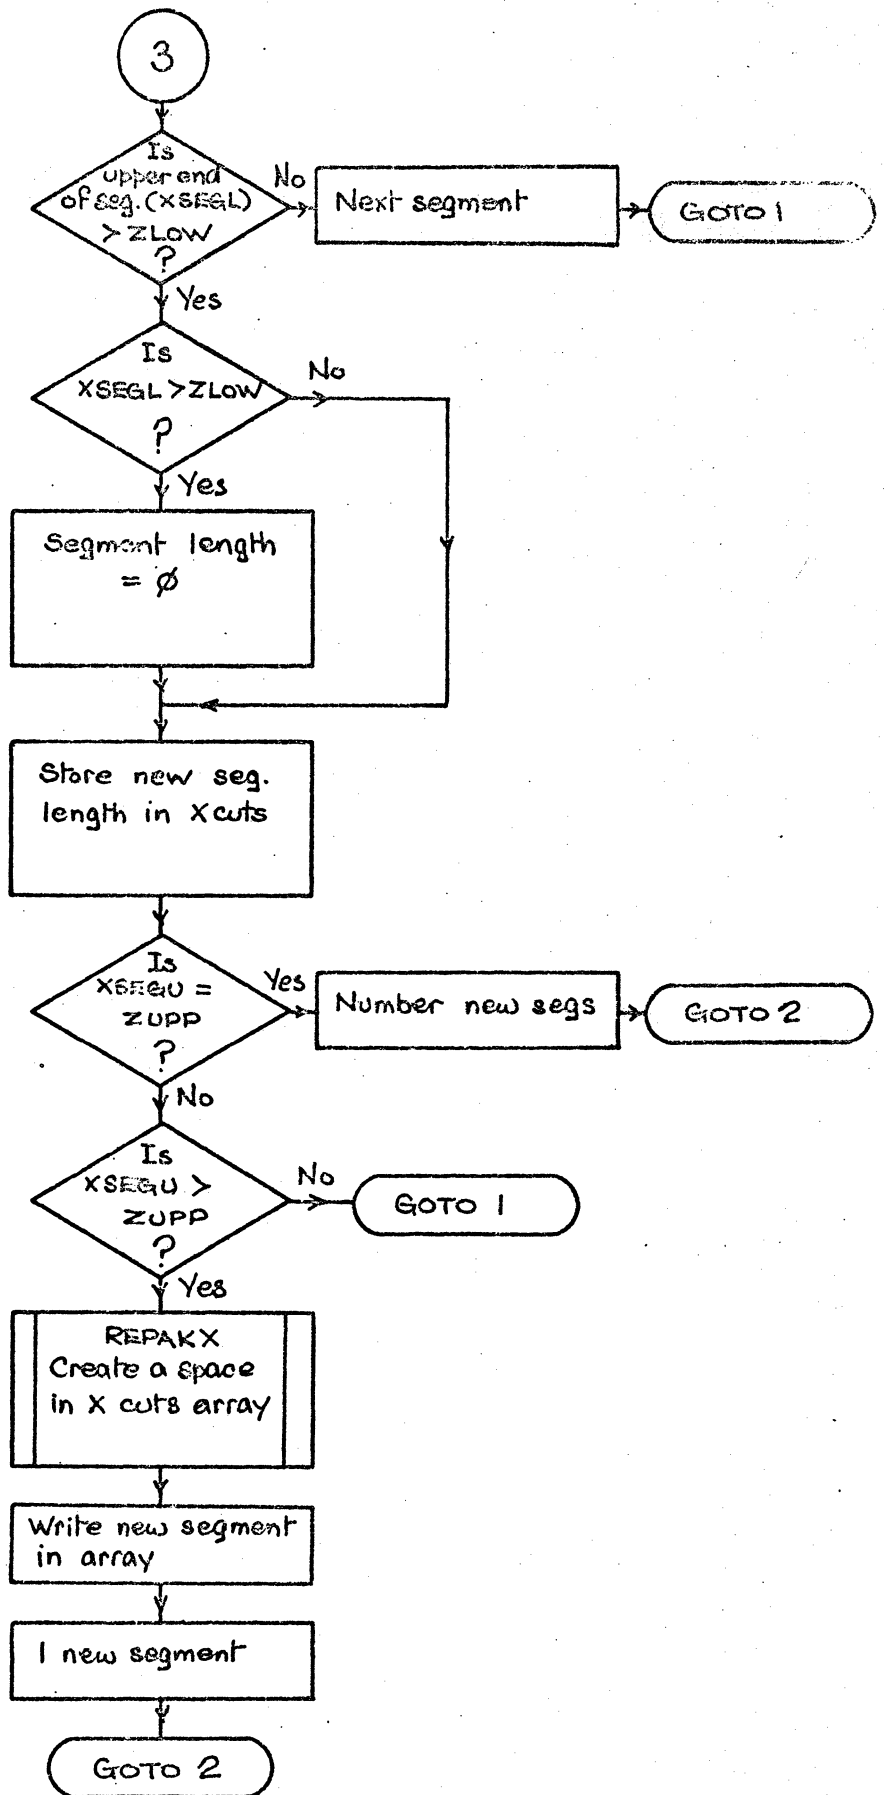 3
Is
upper end
of seg. (XSEGL)
> ZLOW
?
No
Next segment
GOTO 1
Yes
Is
XSEGL > ZLOW
?
No
Yes
Segment length
= Ø
Store new seg.
length in X cuts
Is
XSEGU =
ZUPP
?
Yes
Number new segs
GOTO 2
No
Is
XSEGU >
ZUPP
?
No
GOTO 1
Yes
REPAKX
Create a space
in X cuts array
Write new segment
in array
1 new segment
GOTO 2